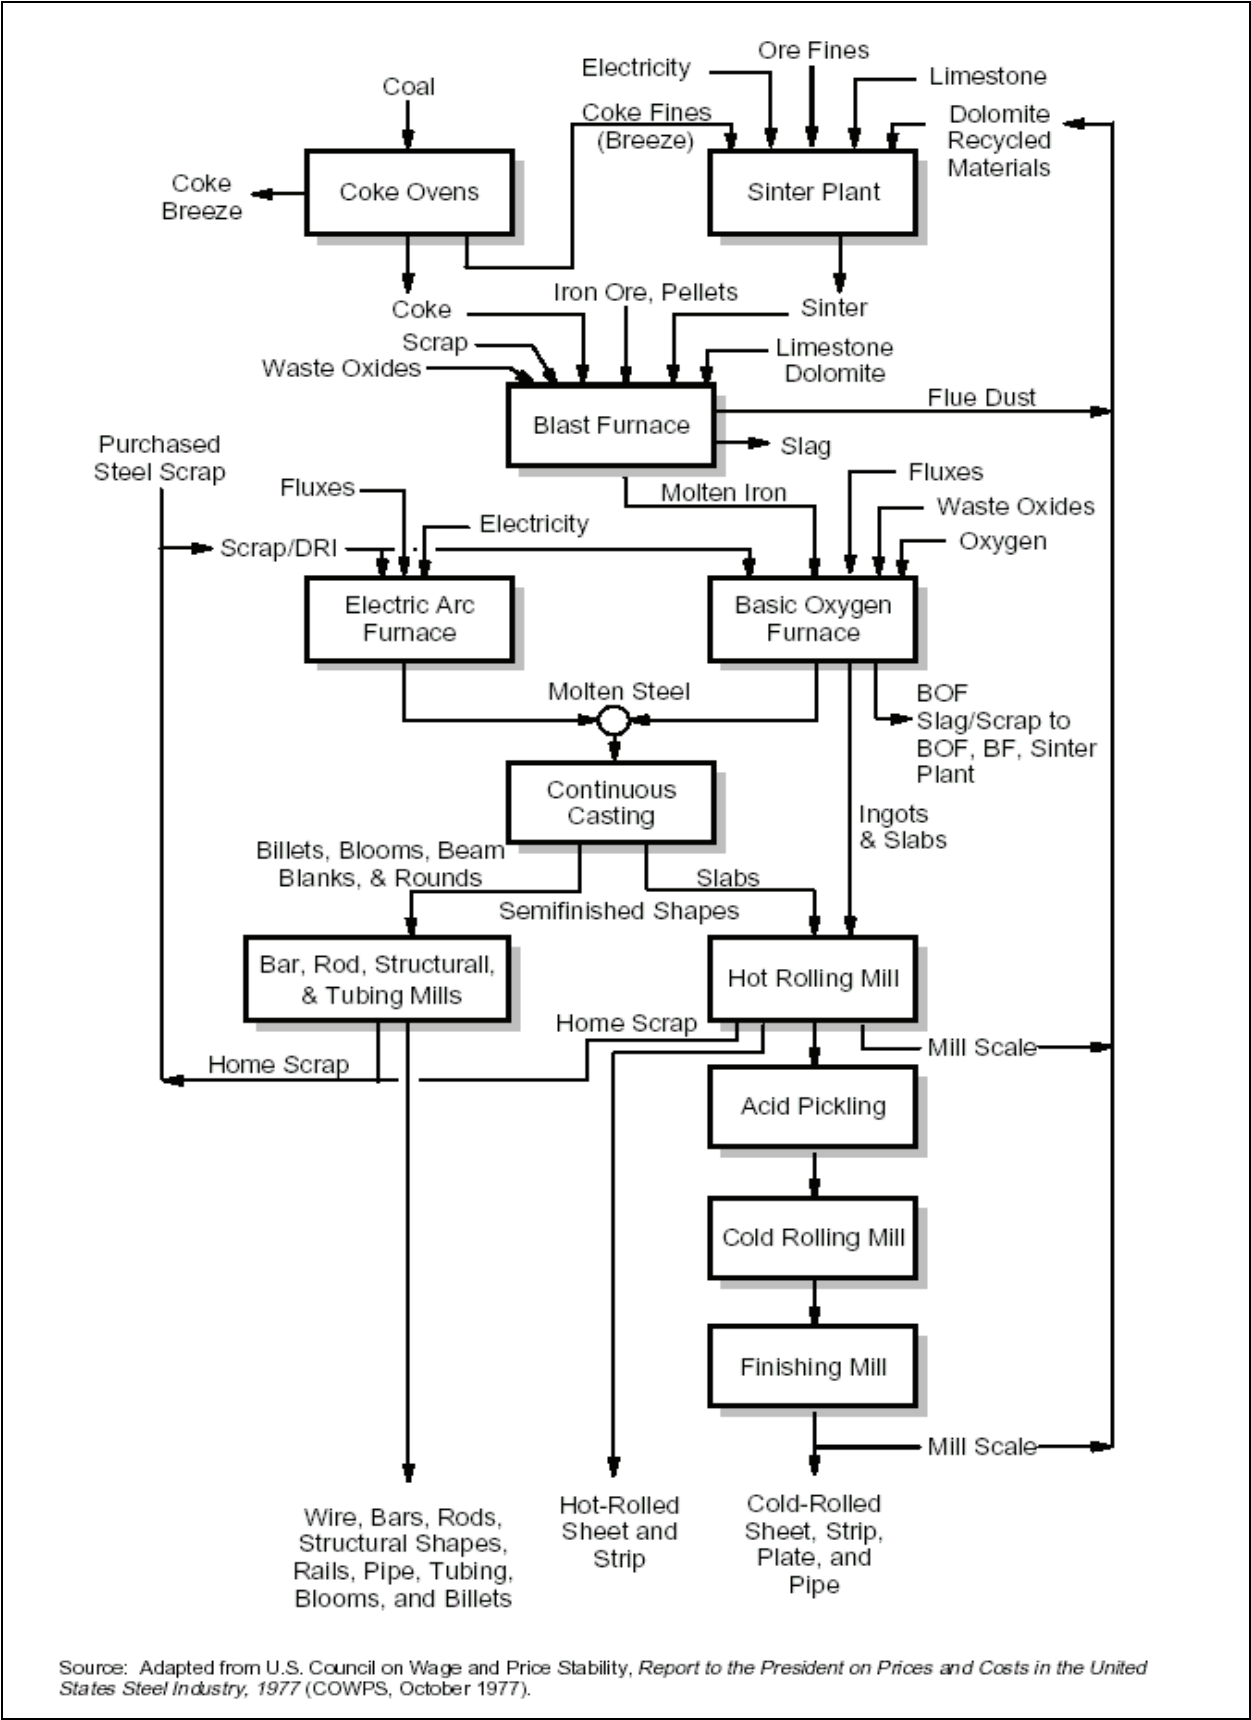 Ore Fines
Electricity
Limestone
Coal
Coke Fines
(Breeze)
Dolomite
Recycled
Materials
Coke
Breeze
Coke Ovens
Sinter Plant
Iron Ore, Pellets
Coke
Sinter
Scrap
Limestone
Dolomite
Waste Oxides
Flue Dust
Blast Furnace
Slag
Purchased
Steel Scrap
Fluxes
Molten Iron
Fluxes
Waste Oxides
Electricity
Oxygen
Scrap/DRI
Electric Arc
Furnace
Basic Oxygen
Furnace
Molten Steel
BOF
Slag/Scrap to
BOF, BF, Sinter
Plant
Continuous
Casting
Ingots
& Slabs
Billets, Blooms, Beam
Blanks, & Rounds
Slabs
Semifinished Shapes
Bar, Rod, Structurall,
& Tubing Mills
Hot Rolling Mill
Home Scrap
Mill Scale
Home Scrap
Acid Pickling
Cold Rolling Mill
Finishing Mill
Mill Scale
Wire, Bars, Rods,
Structural Shapes,
Rails, Pipe, Tubing,
Blooms, and Billets
Hot-Rolled
Sheet and
Strip
Cold-Rolled
Sheet, Strip,
Plate, and
Pipe
Source: Adapted from U.S. Council on Wage and Price Stability, Report to the President on Prices and Costs in the United
States Steel Industry, 1977 (COWPS, October 1977).